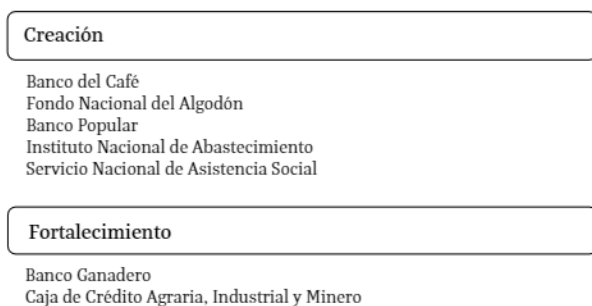 Creación
Banco del Café
Fondo Nacional del Algodón
Banco Popular
Instituto Nacional de Abastecimiento
Servicio Nacional de Asistencia Social
Fortalecimiento
Banco Ganadero
Caja de Crédito Agraria, Industrial y Minero